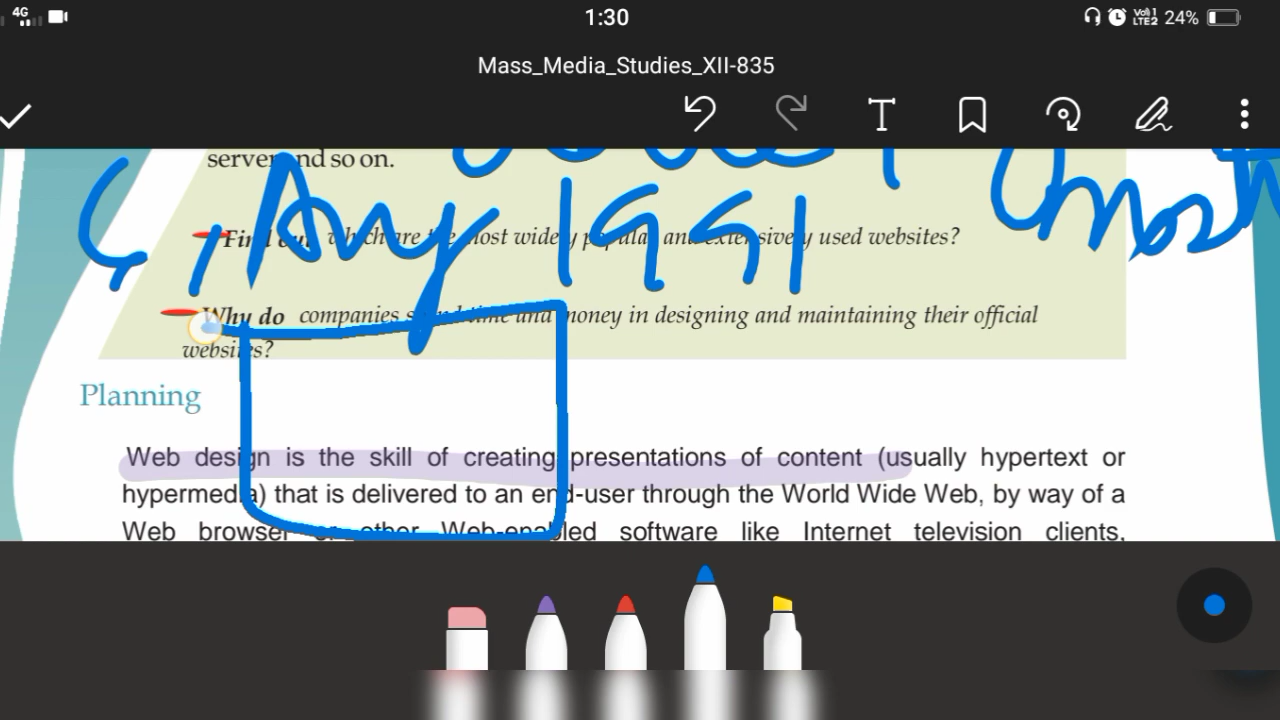 4G 1:30 Vo)) 1 LTE2 24%
Mass_Media_Studies_XII-835
T
server and so on.
6, Aug 1991
Find out which are the most widely popular and extensively used websites?
Why do companies spend time and money in designing and maintaining their official
websites?
Planning
Web design is the skill of creating presentations of content (usually hypertext or
hypermedia) that is delivered to an end-user through the World Wide Web, by way of a
Web browser or other Web-enabled software like Internet television clients,